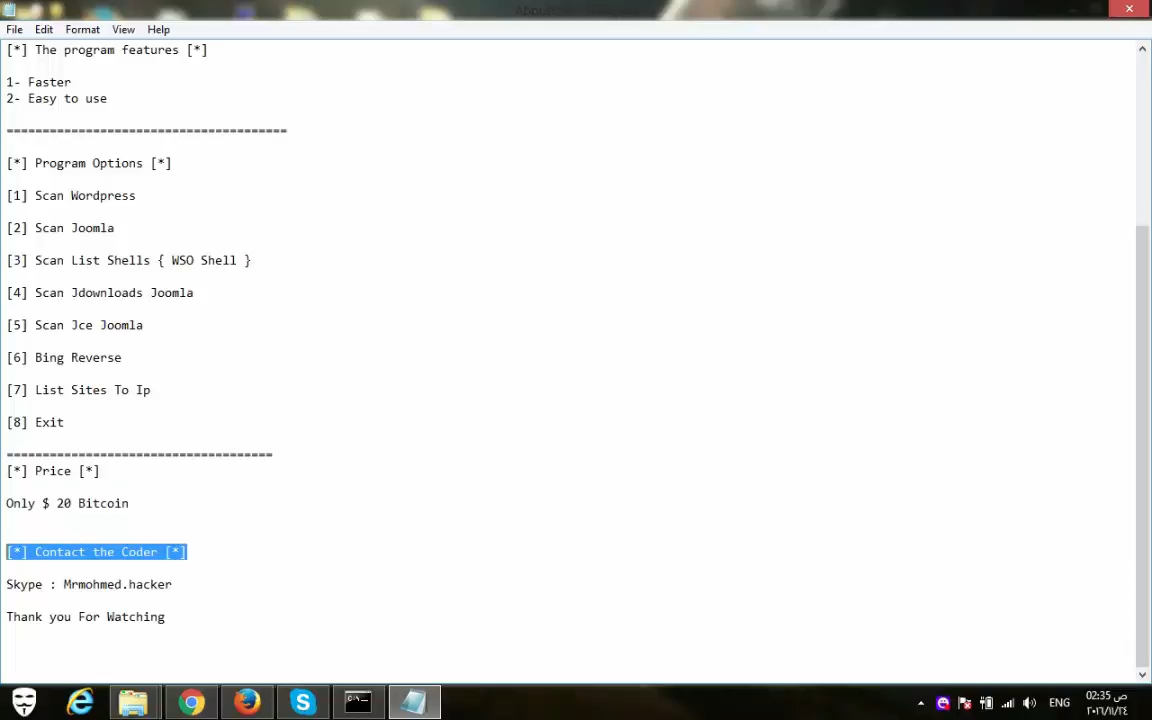 File Edit Format View Help
[*] The program features [*]
1- Faster
2- Easy to use
=======================================
[*] Program Options [*]
[1] Scan Wordpress
[2] Scan Joomla
[3] Scan List Shells { WSO Shell }
[4] Scan Jdownloads Joomla
[5] Scan Jce Joomla
[6] Bing Reverse
[7] List Sites To Ip
[8] Exit
=====================================
[*] Price [*]
Only $ 20 Bitcoin
[*] Contact the Coder [*]
Skype : Mrmohmed.hacker
Thank you For Watching
ENG
02:35 ص
٢٠١٦/١١/٢٤